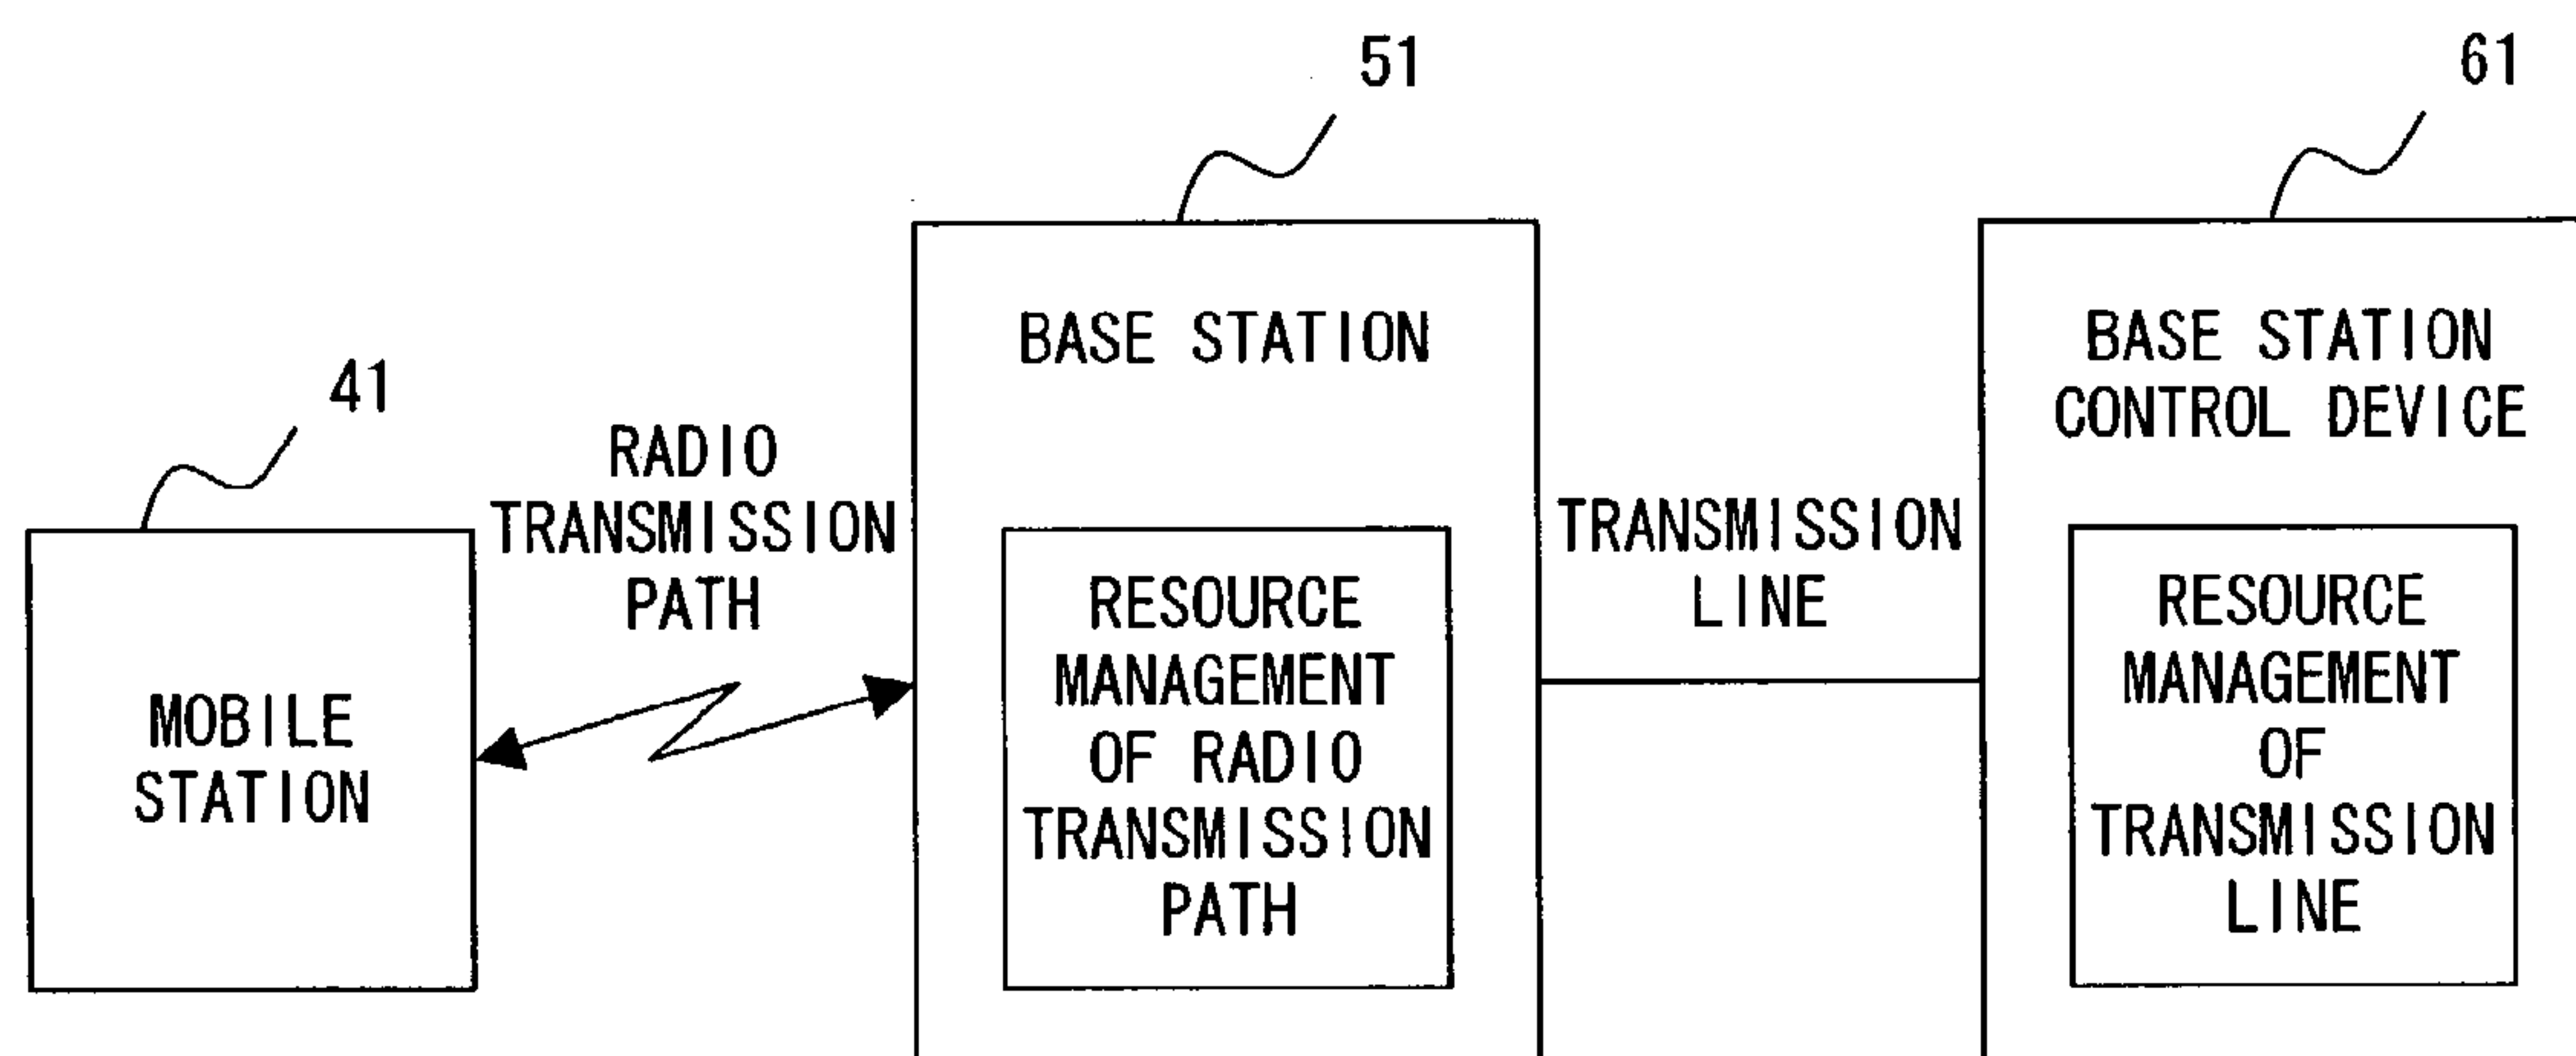 41
MOBILE
STATION
RADIO
TRANSMISSION
PATH
51
BASE STATION
RESOURCE
MANAGEMENT
OF RADIO
TRANSMISSION
PATH
TRANSMISSION
LINE
61
BASE STATION
CONTROL DEVICE
RESOURCE
MANAGEMENT
OF
TRANSMISSION
LINE